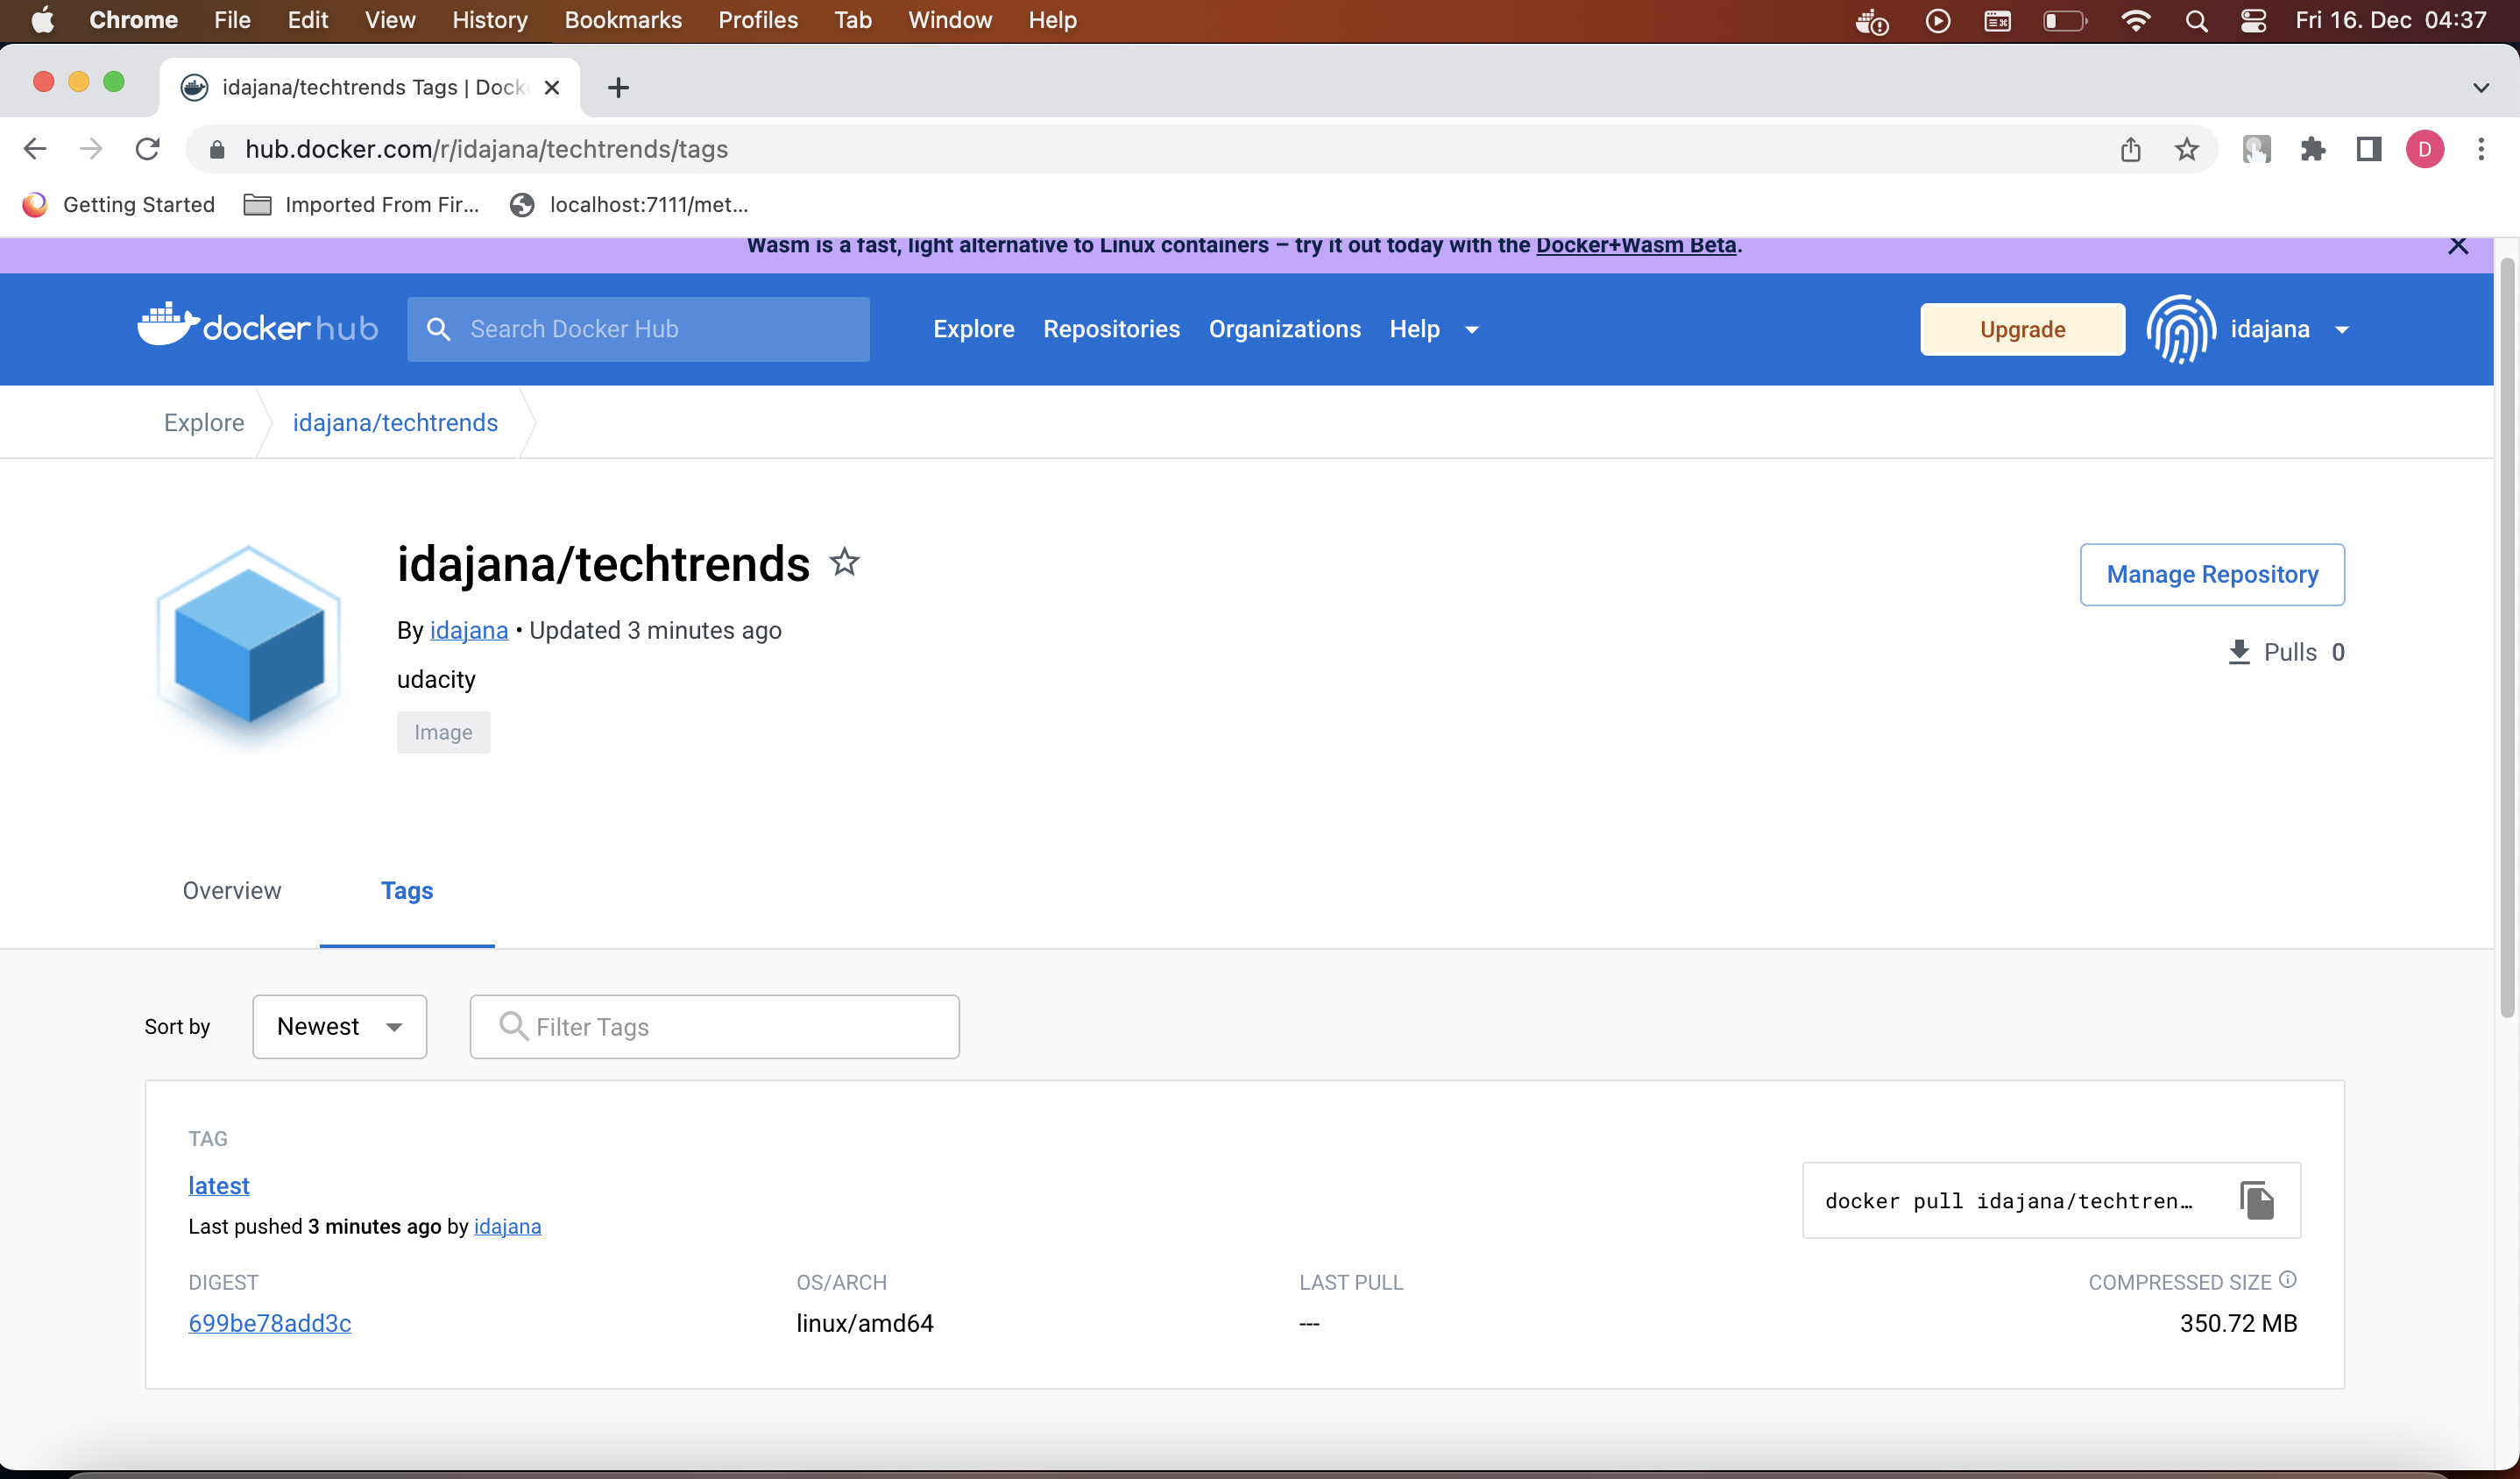 Chrome File Edit View History Bookmarks Profiles Tab Window Help Fri 16. Dec 04:37
idajana/techtrends Tags | Dock
hub.docker.com/r/idajana/techtrends/tags D
Getting Started Imported From Fir... localhost:7111/met...
Wasm is a fast, light alternative to Linux containers – try it out today with the Docker+Wasm Beta.
docker hub Search Docker Hub Explore Repositories Organizations Help Upgrade idajana
Explore idajana/techtrends
idajana/techtrends
Manage Repository
By idajana • Updated 3 minutes ago
Pulls 0
udacity
Image
Overview Tags
Sort by Newest Filter Tags
TAG
latest
docker pull idajana/techtren…
Last pushed 3 minutes ago by idajana
DIGEST OS/ARCH LAST PULL COMPRESSED SIZE
699be78add3c linux/amd64 --- 350.72 MB